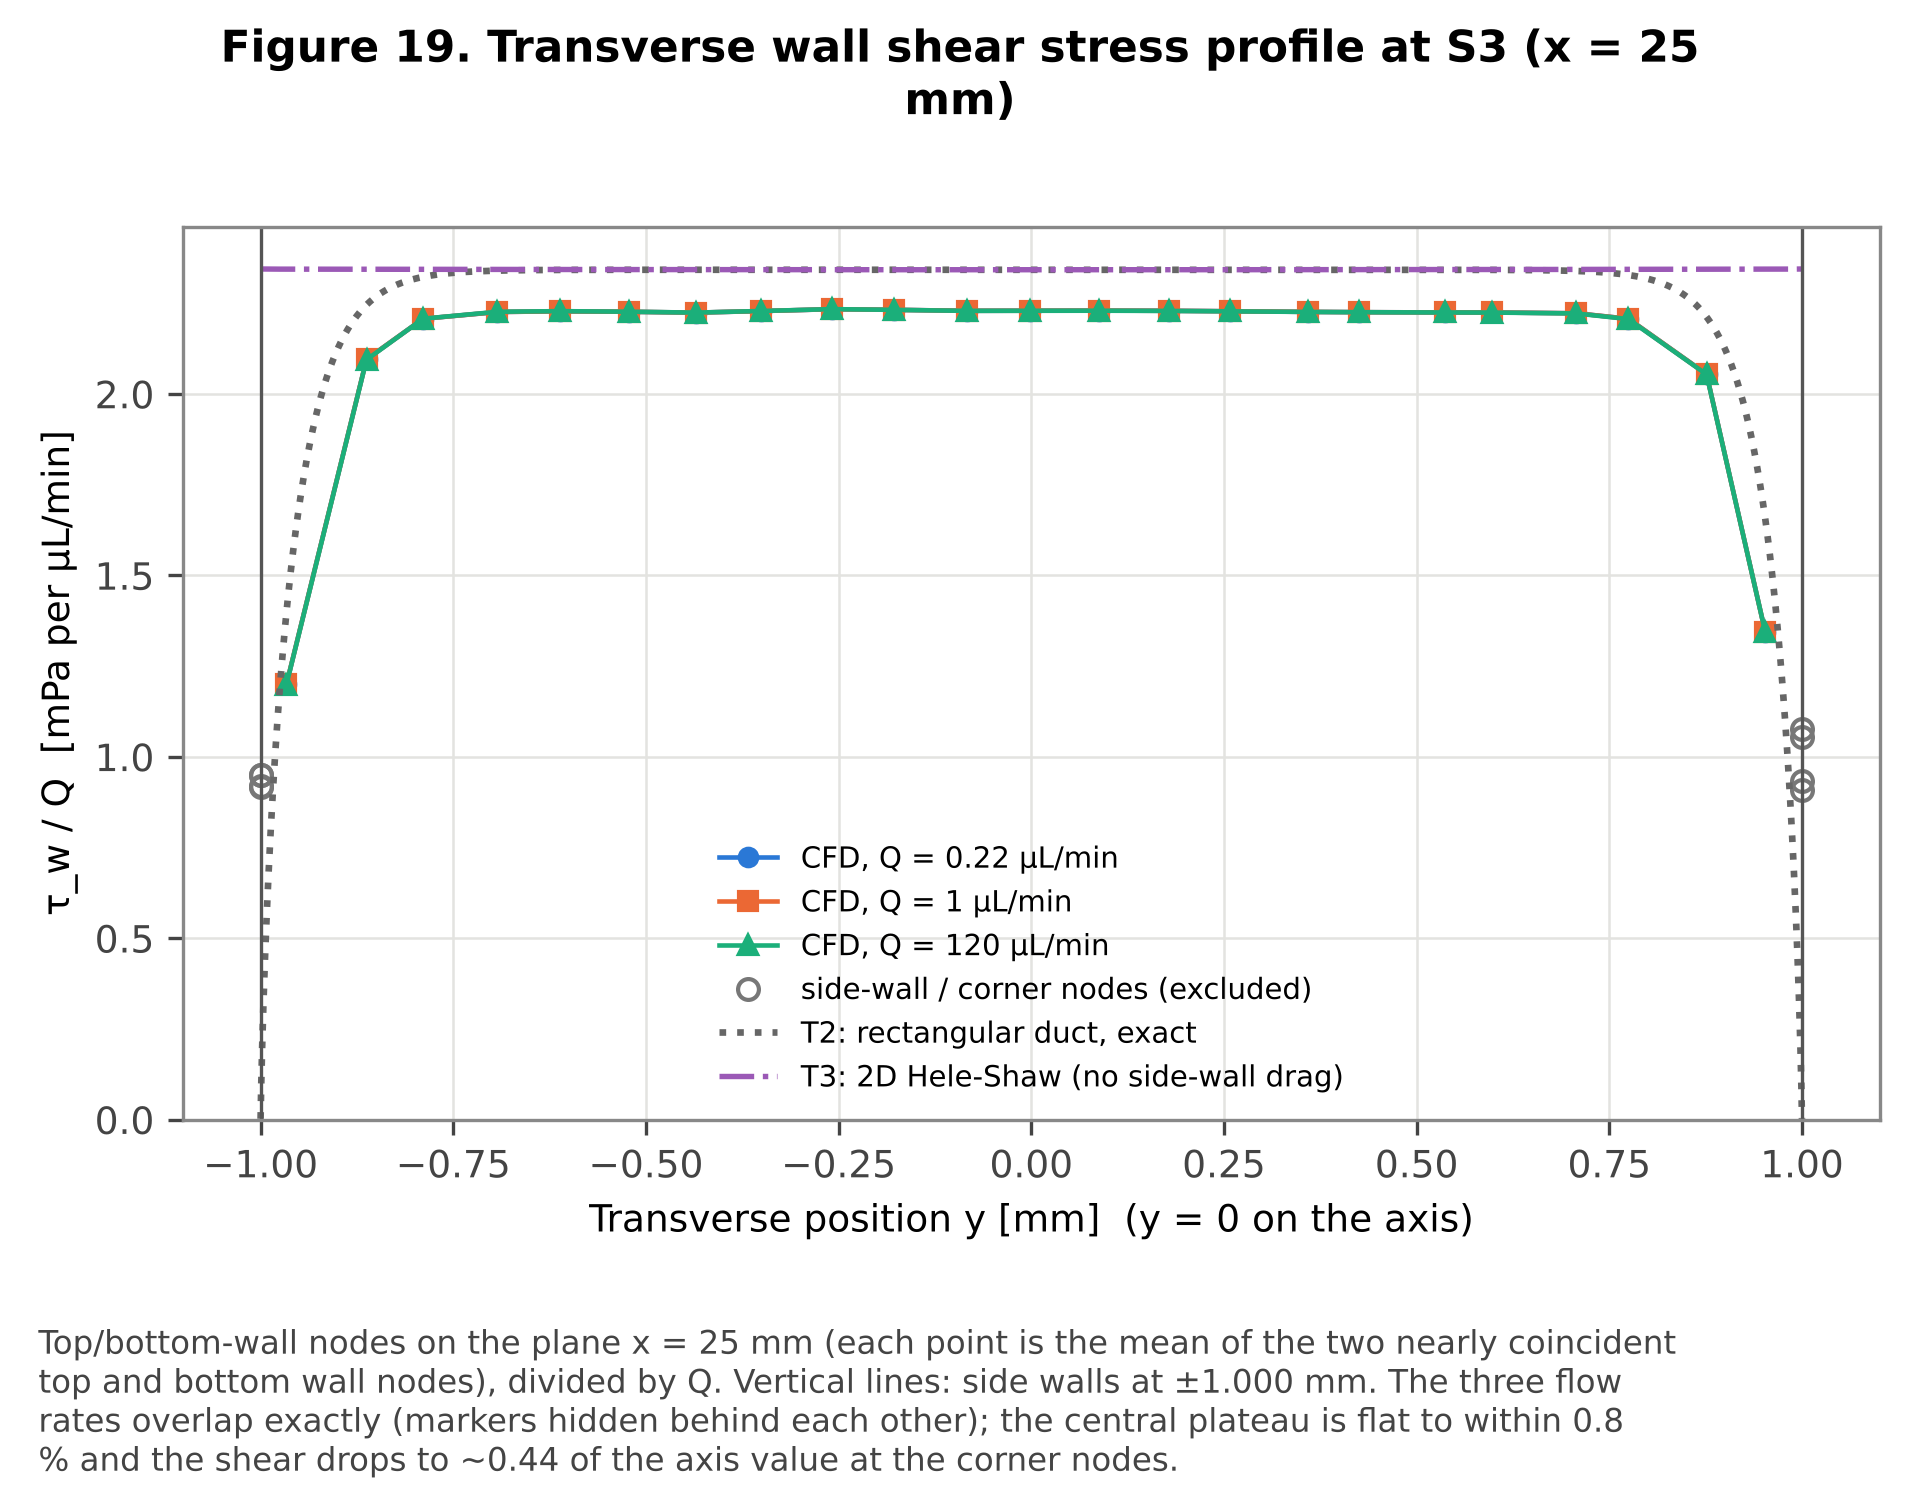 Figure 19. Transverse wall shear stress profile at S3 (x = 25
mm)
τ_w / Q  [mPa per µL/min]
2.0
1.5
1.0
0.5
0.0
CFD, Q = 0.22 µL/min
CFD, Q = 1 µL/min
CFD, Q = 120 µL/min
side-wall / corner nodes (excluded)
T2: rectangular duct, exact
T3: 2D Hele-Shaw (no side-wall drag)
−1.00 −0.75 −0.50 −0.25 0.00 0.25 0.50 0.75 1.00
Transverse position y [mm]  (y = 0 on the axis)
Top/bottom-wall nodes on the plane x = 25 mm (each point is the mean of the two nearly coincident
top and bottom wall nodes), divided by Q. Vertical lines: side walls at ±1.000 mm. The three flow
rates overlap exactly (markers hidden behind each other); the central plateau is flat to within 0.8
% and the shear drops to ~0.44 of the axis value at the corner nodes.